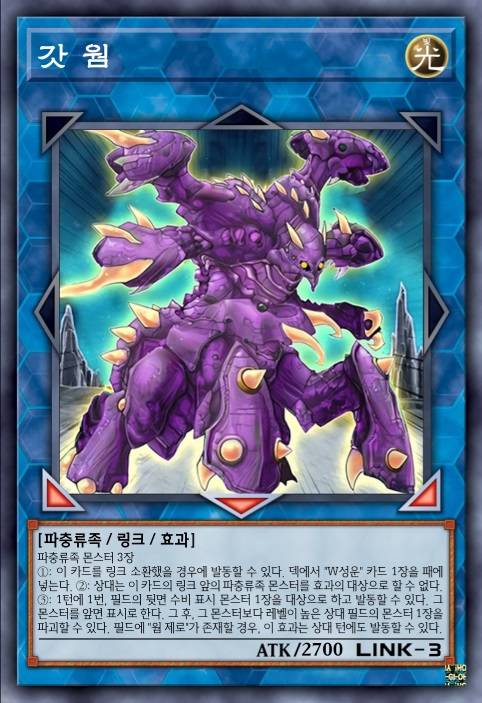 갓 웜
빛
光
[파충류족 / 링크 / 효과]
파충류족 몬스터 3장
①: 이 카드를 링크 소환했을 경우에 발동할 수 있다. 덱에서 "W성운" 카드 1장을 패에
넣는다. ②: 상대는 이 카드의 링크 앞의 파충류족 몬스터를 효과의 대상으로 할 수 없다.
③: 1턴에 1번, 필드의 뒷면 수비 표시 몬스터 1장을 대상으로 하고 발동할 수 있다. 그
몬스터를 앞면 표시로 한다. 그 후, 그 몬스터보다 레벨이 높은 상대 필드의 몬스터 1장을
파괴할 수 있다. 필드에 "웜 제로"가 존재할 경우, 이 효과는 상대 턴에도 발동할 수 있다.
ATK/2700 LINK-3